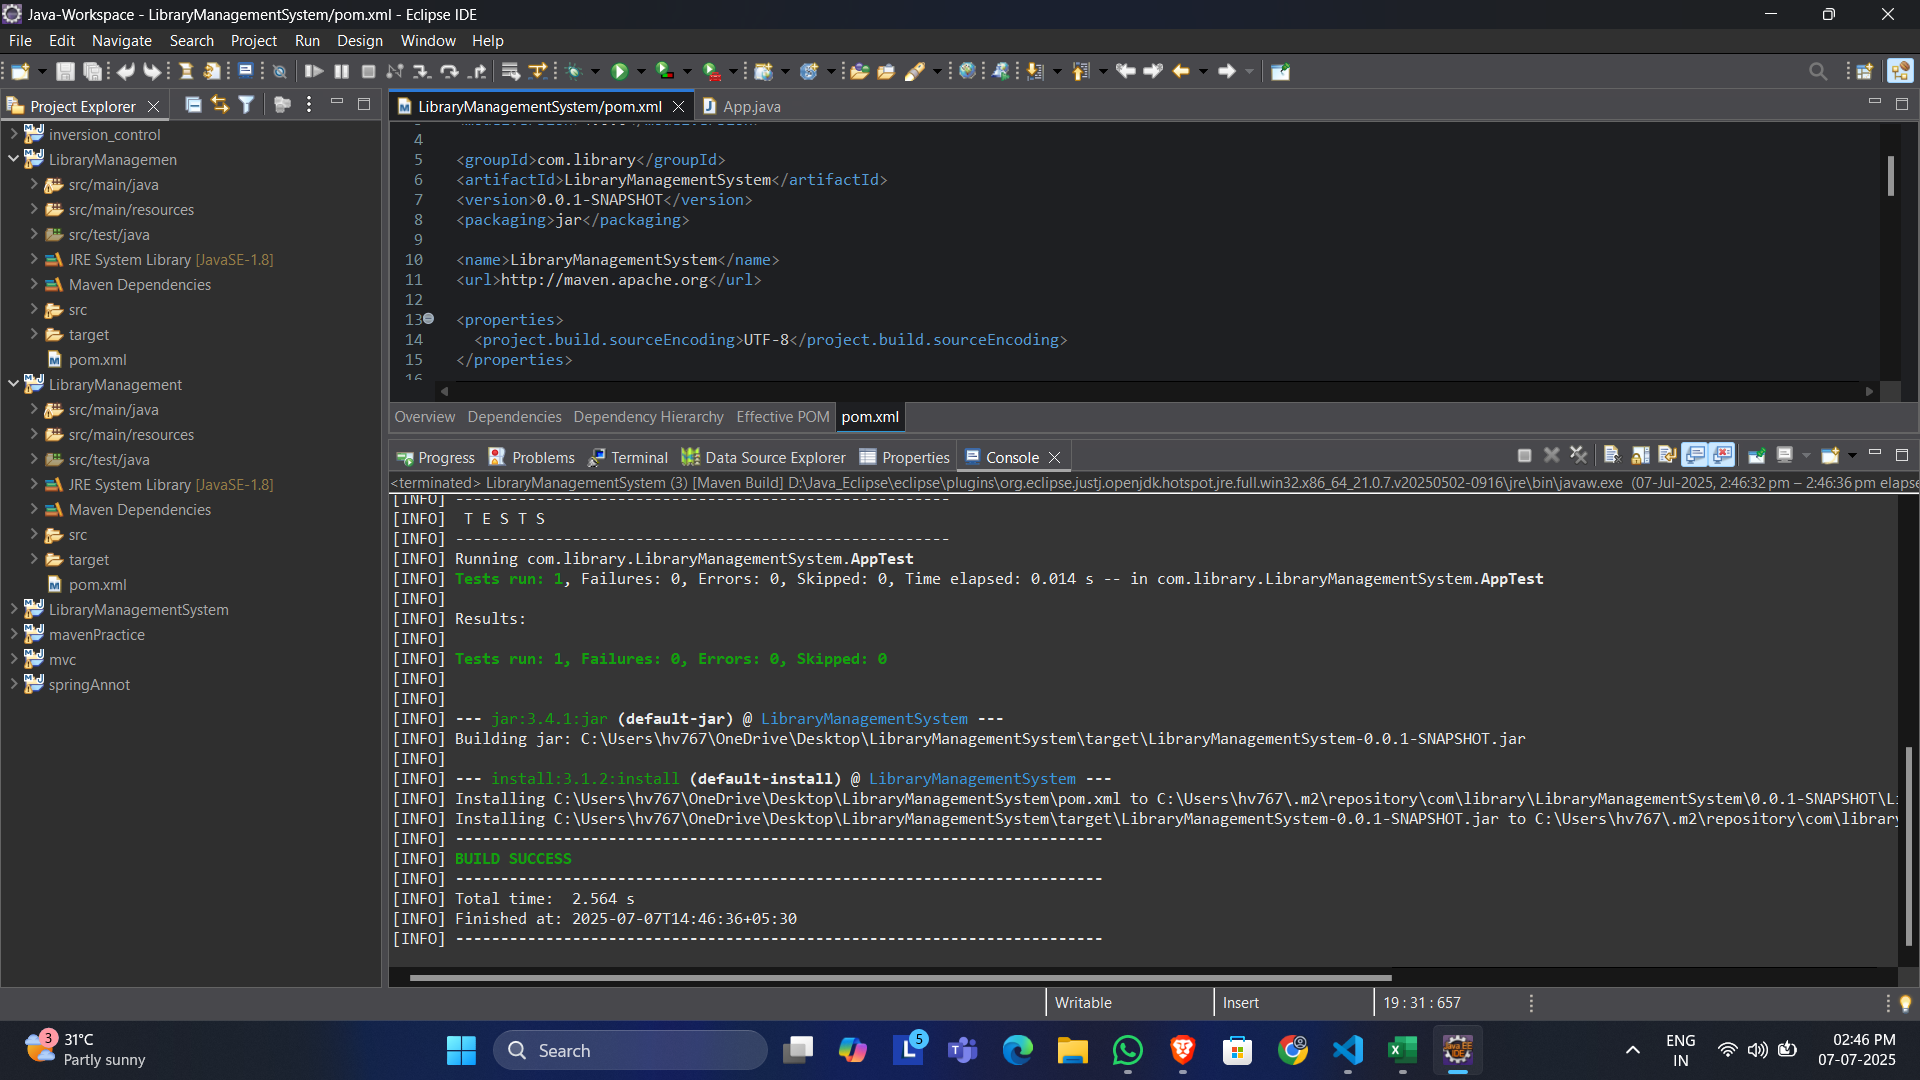 Java-Workspace - LibraryManagementSystem/pom.xml - Eclipse IDE
File Edit Navigate Search Project Run Design Window Help
Project Explorer
inversion_control
LibraryManagemen
src/main/java
src/main/resources
src/test/java
JRE System Library [JavaSE-1.8]
Maven Dependencies
src
target
pom.xml
LibraryManagement
src/main/java
src/main/resources
src/test/java
JRE System Library [JavaSE-1.8]
Maven Dependencies
src
target
pom.xml
LibraryManagementSystem
mavenPractice
mvc
springAnnot
LibraryManagementSystem/pom.xml App.java
4
5 <groupId>com.library</groupId>
6 <artifactId>LibraryManagementSystem</artifactId>
7 <version>0.0.1-SNAPSHOT</version>
8 <packaging>jar</packaging>
9
10 <name>LibraryManagementSystem</name>
11 <url>http://maven.apache.org</url>
12
13 <properties>
14 <project.build.sourceEncoding>UTF-8</project.build.sourceEncoding>
15 </properties>
16
Overview Dependencies Dependency Hierarchy Effective POM pom.xml
Progress Problems Terminal Data Source Explorer Properties Console
<terminated> LibraryManagementSystem (3) [Maven Build] D:\Java_Eclipse\eclipse\plugins\org.eclipse.justj.openjdk.hotspot.jre.full.win32.x86_64_21.0.7.v20250502-0916\jre\bin\javaw.exe (07-Jul-2025, 2:46:32 pm – 2:46:36 pm elapse
[INFO] -------------------------------------------------------
[INFO] T E S T S
[INFO] -------------------------------------------------------
[INFO] Running com.library.LibraryManagementSystem.AppTest
[INFO] Tests run: 1, Failures: 0, Errors: 0, Skipped: 0, Time elapsed: 0.014 s -- in com.library.LibraryManagementSystem.AppTest
[INFO]
[INFO] Results:
[INFO]
[INFO] Tests run: 1, Failures: 0, Errors: 0, Skipped: 0
[INFO]
[INFO]
[INFO] --- jar:3.4.1:jar (default-jar) @ LibraryManagementSystem ---
[INFO] Building jar: C:\Users\hv767\OneDrive\Desktop\LibraryManagementSystem\target\LibraryManagementSystem-0.0.1-SNAPSHOT.jar
[INFO]
[INFO] --- install:3.1.2:install (default-install) @ LibraryManagementSystem ---
[INFO] Installing C:\Users\hv767\OneDrive\Desktop\LibraryManagementSystem\pom.xml to C:\Users\hv767\.m2\repository\com\library\LibraryManagementSystem\0.0.1-SNAPSHOT\Li
[INFO] Installing C:\Users\hv767\OneDrive\Desktop\LibraryManagementSystem\target\LibraryManagementSystem-0.0.1-SNAPSHOT.jar to C:\Users\hv767\.m2\repository\com\library
[INFO] ------------------------------------------------------------------------
[INFO] BUILD SUCCESS
[INFO] ------------------------------------------------------------------------
[INFO] Total time: 2.564 s
[INFO] Finished at: 2025-07-07T14:46:36+05:30
[INFO] ------------------------------------------------------------------------
Writable Insert 19 : 31 : 657
3
31°C
Partly sunny
Search
5
ENG
IN
02:46 PM
07-07-2025